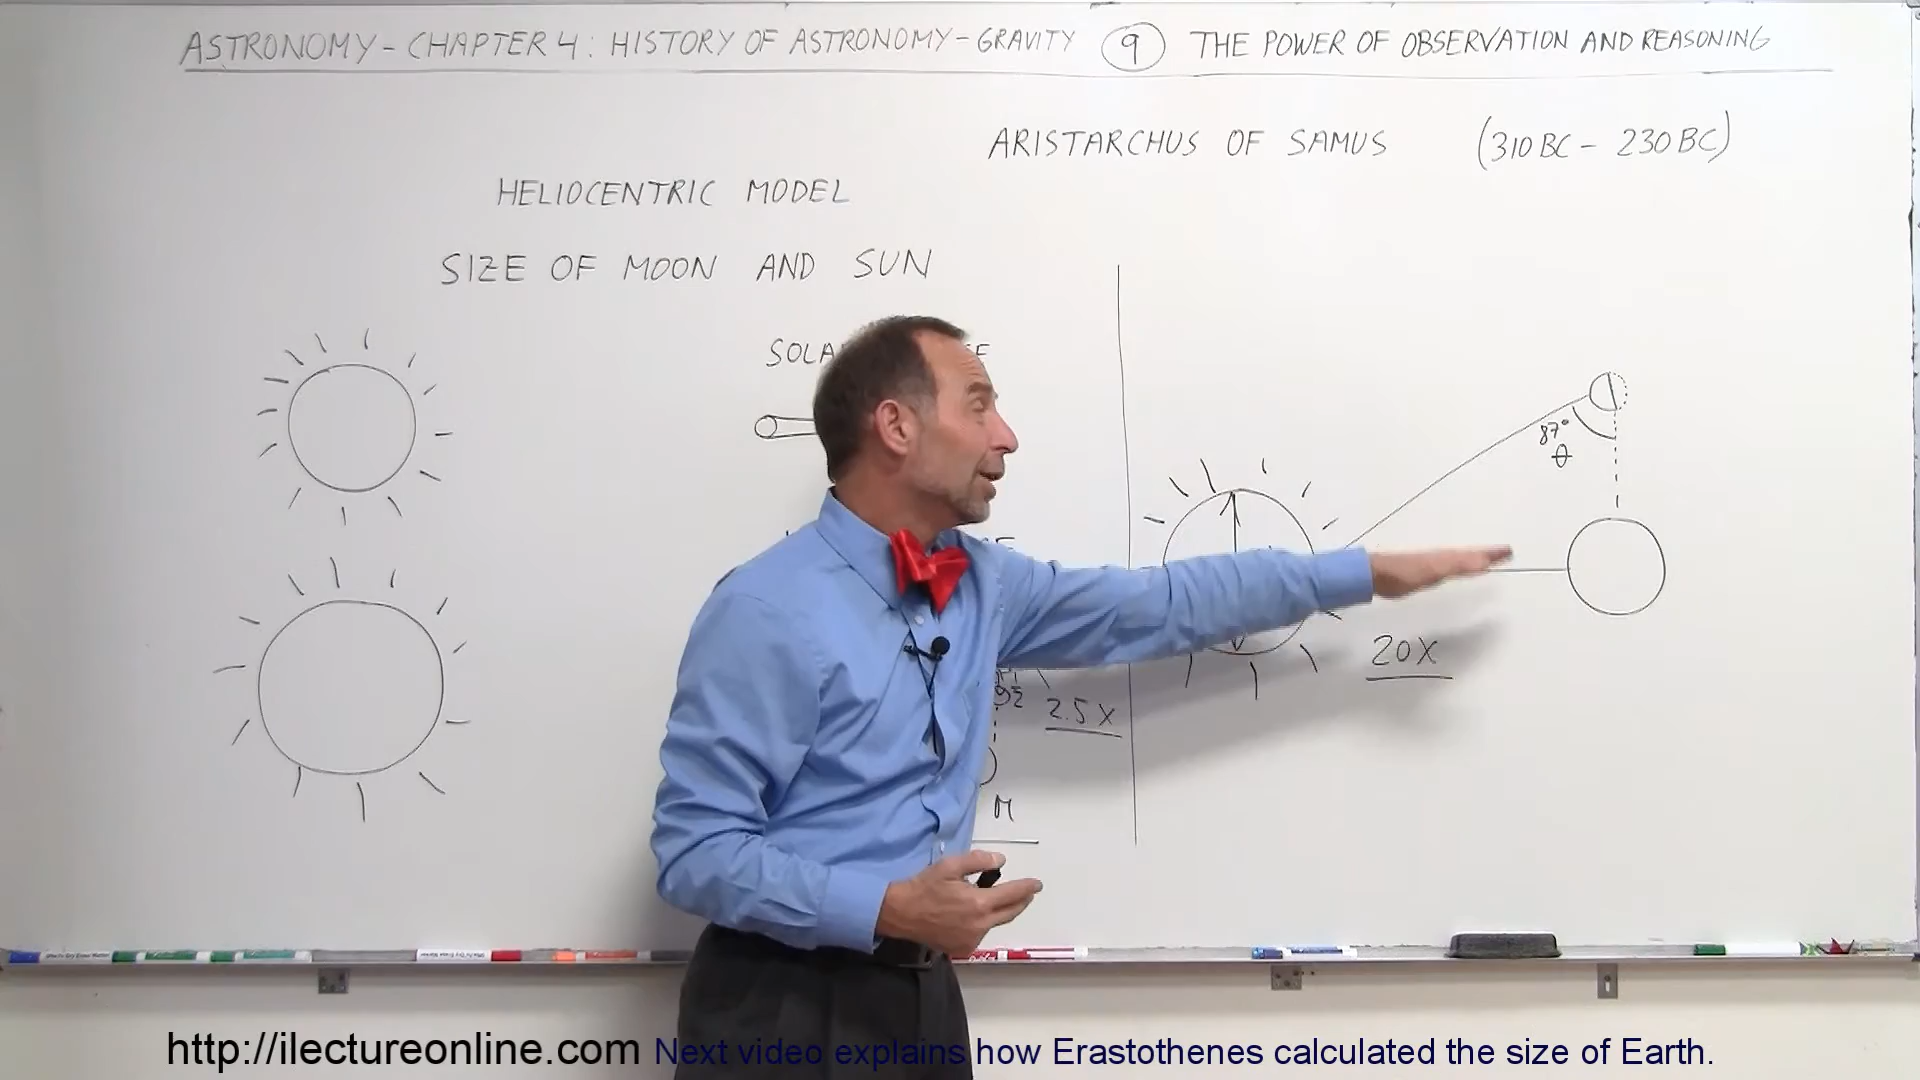 ASTRONOMY - CHAPTER 4: HISTORY OF ASTRONOMY - GRAVITY 9 THE POWER OF OBSERVATION AND REASONING
ARISTARCHUS OF SAMUS (310 BC - 230 BC)
HELIOCENTRIC MODEL
SIZE OF MOON AND SUN
87°
θ
20X
2.5X
M
http://ilectureonline.com Next video explains how Erastothenes calculated the size of Earth.